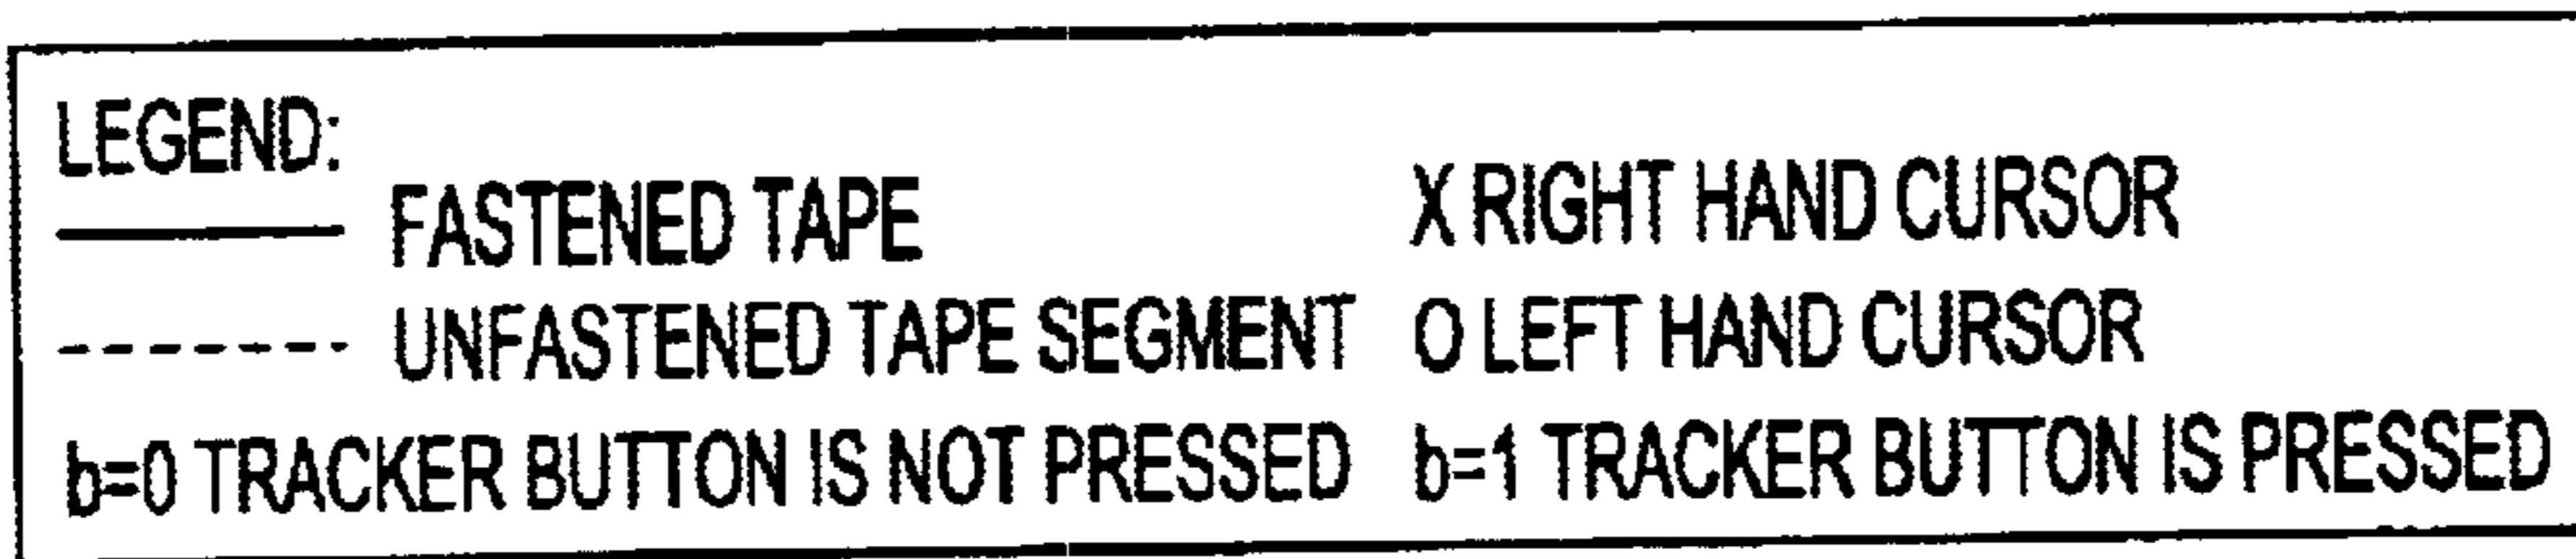 LEGEND:
FASTENED TAPE X RIGHT HAND CURSOR
UNFASTENED TAPE SEGMENT O LEFT HAND CURSOR
b=0 TRACKER BUTTON IS NOT PRESSED b=1 TRACKER BUTTON IS PRESSED